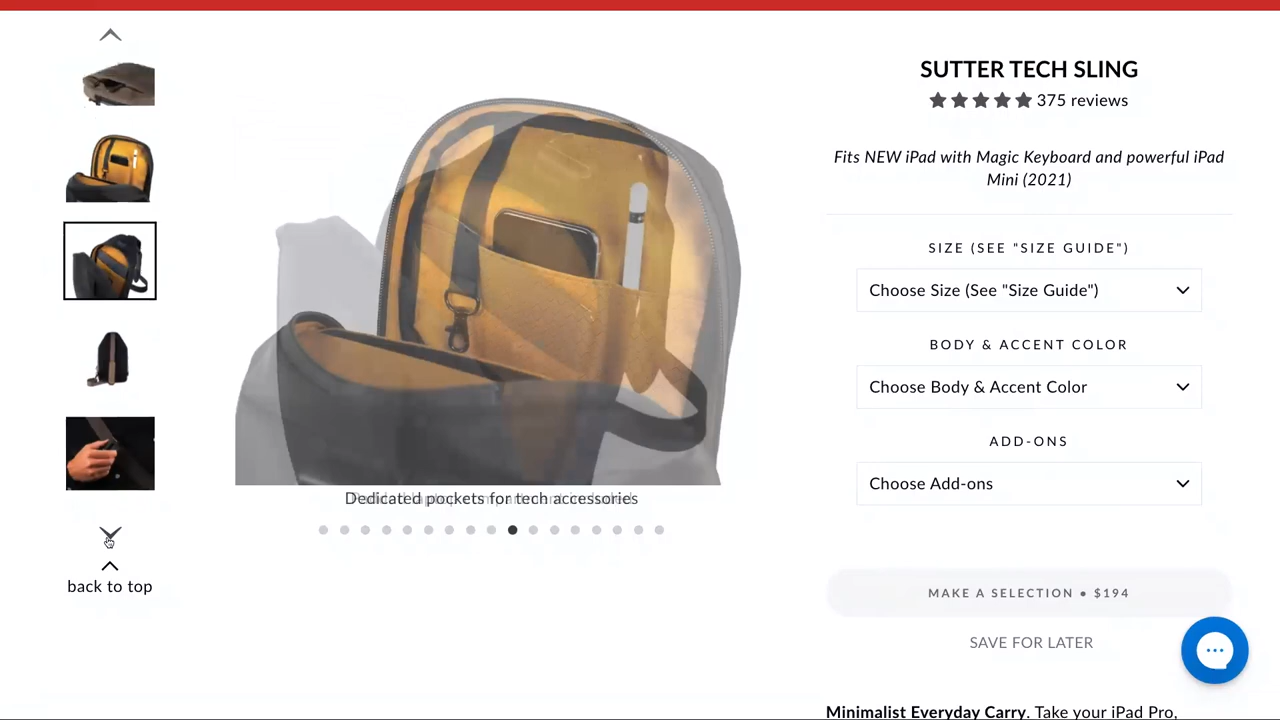 SUTTER TECH SLING
375 reviews
Fits NEW iPad with Magic Keyboard and powerful iPad
Mini (2021)
SIZE (SEE "SIZE GUIDE")
Choose Size (See "Size Guide")
BODY & ACCENT COLOR
Choose Body & Accent Color
ADD-ONS
Choose Add-ons
Dedicated pockets for tech accessories
back to top
MAKE A SELECTION • $194
SAVE FOR LATER
Minimalist Everyday Carry. Take your iPad Pro,